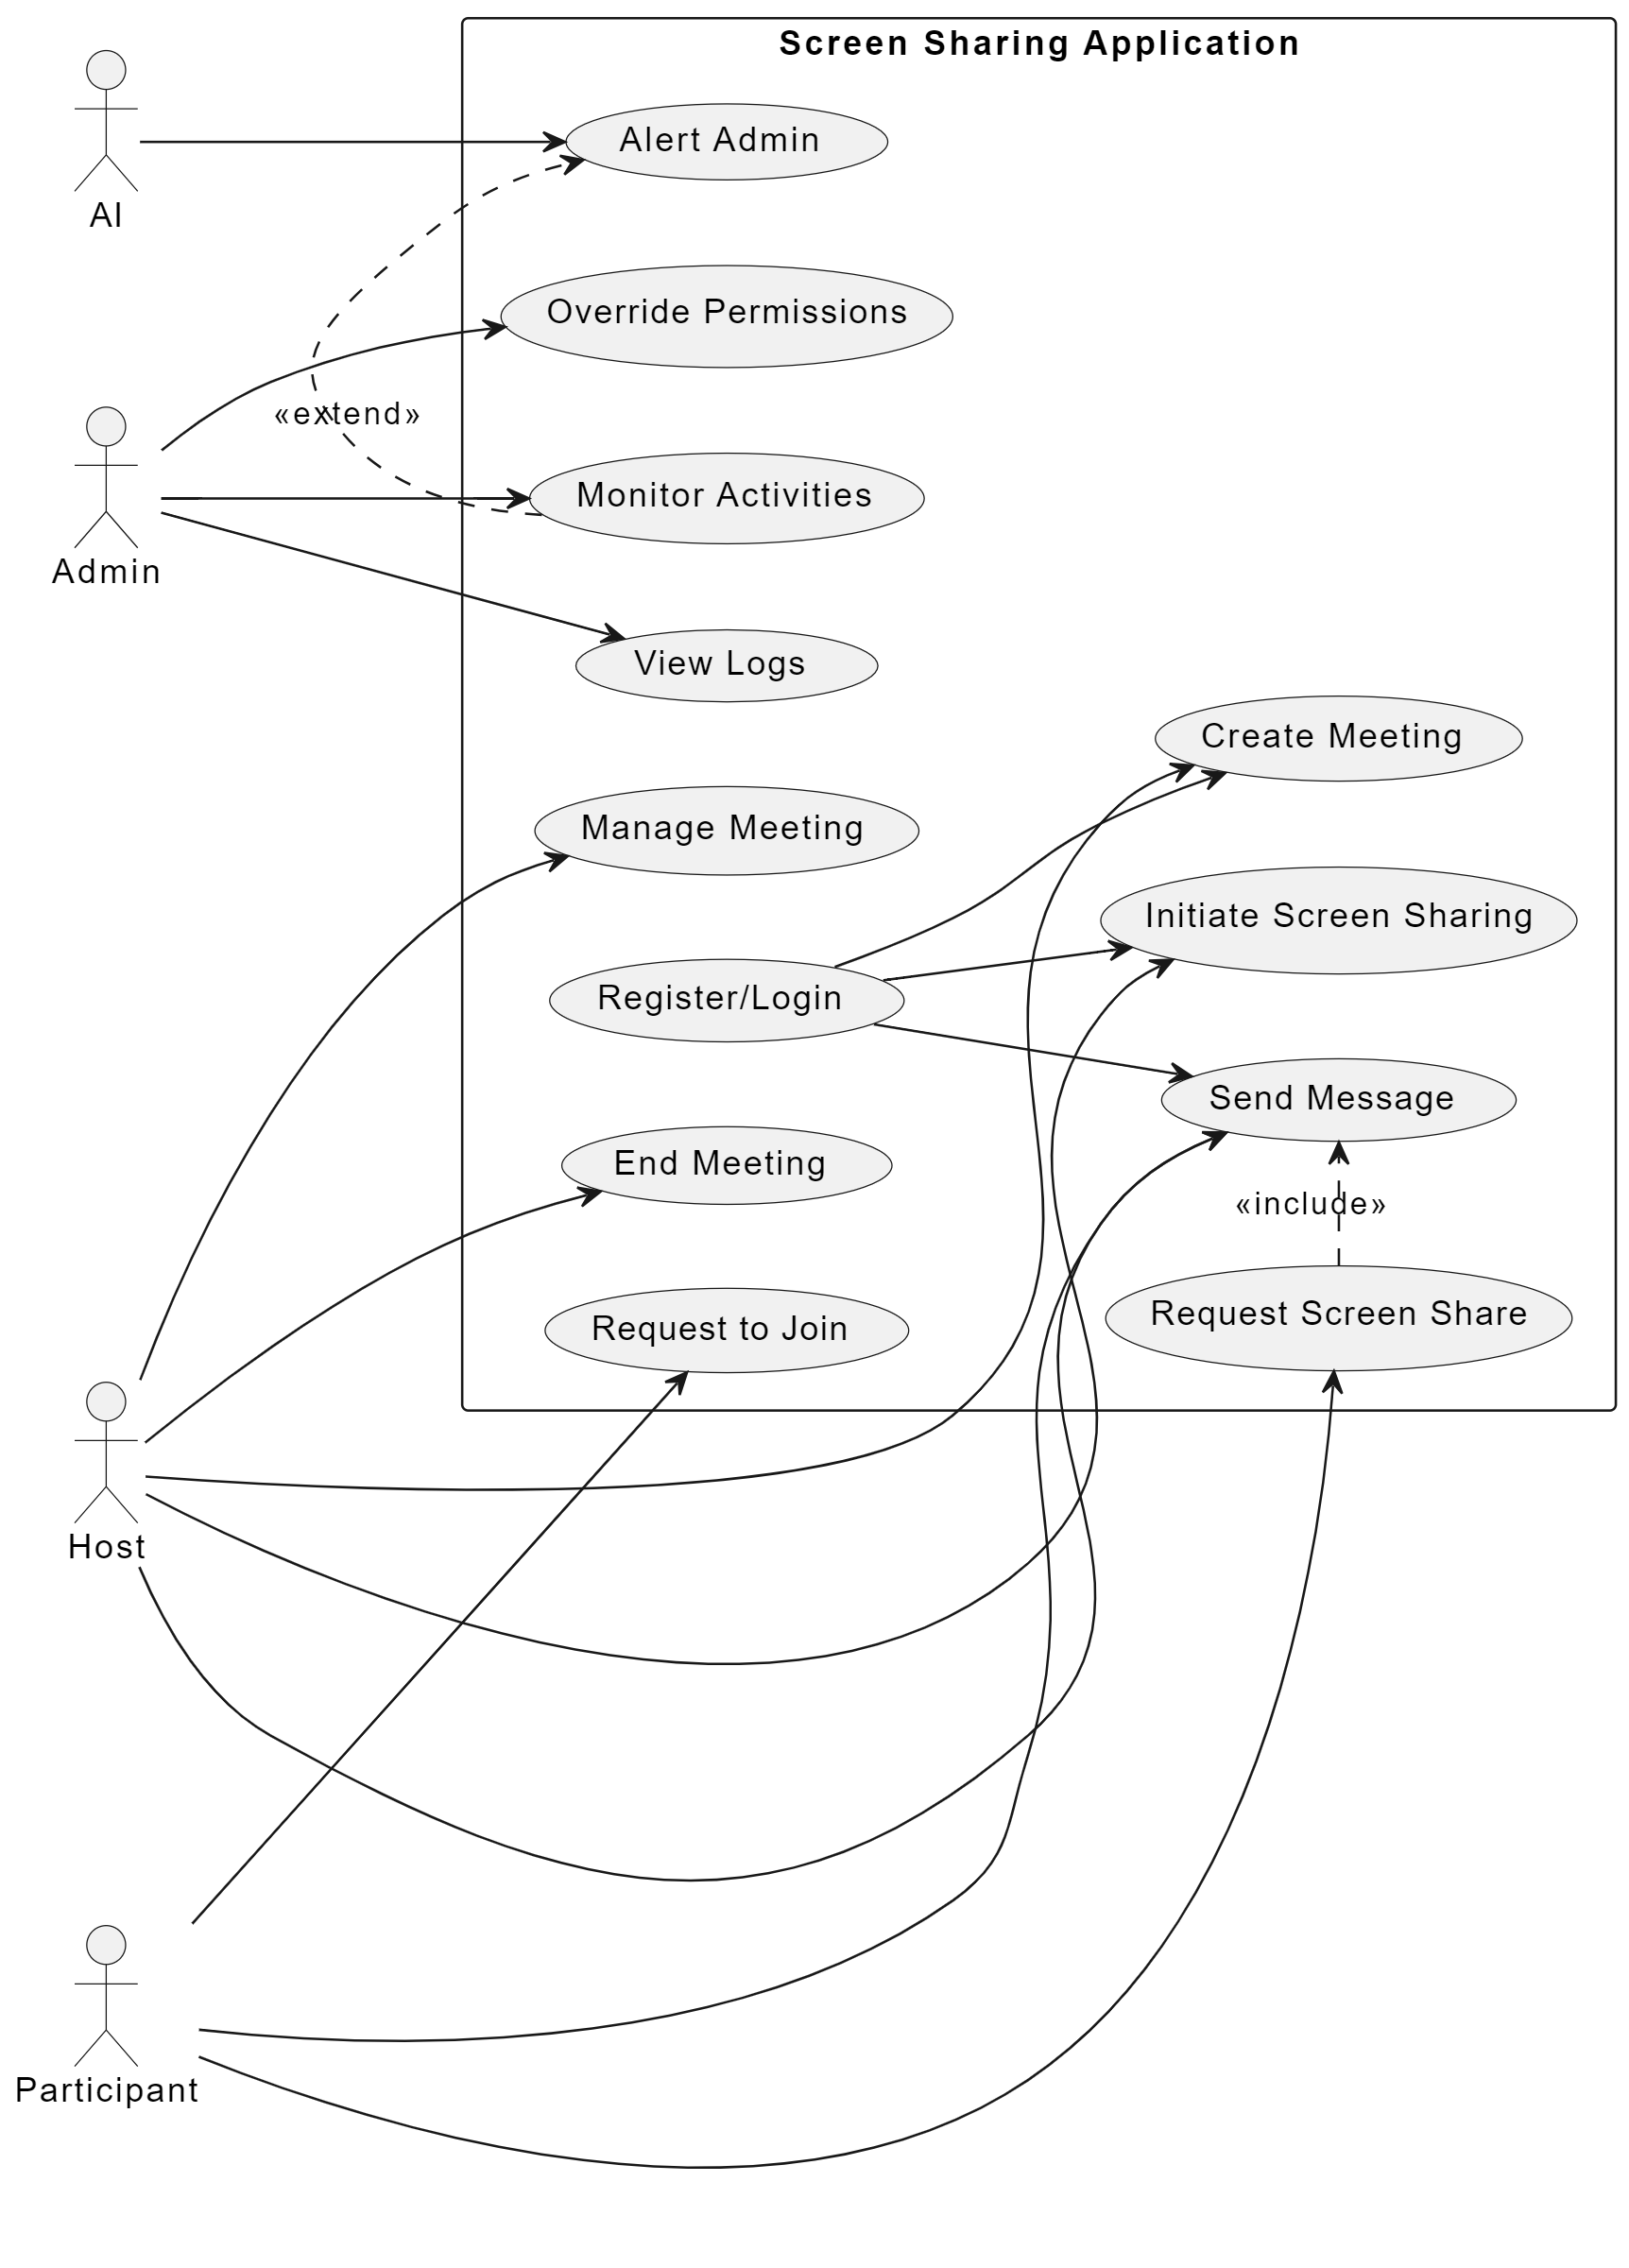 Screen Sharing Application
Alert Admin
AI
Override Permissions
«extend»
Monitor Activities
Admin
View Logs
Create Meeting
Manage Meeting
Initiate Screen Sharing
Register/Login
Send Message
End Meeting
«include»
Request to Join
Request Screen Share
Host
Participant